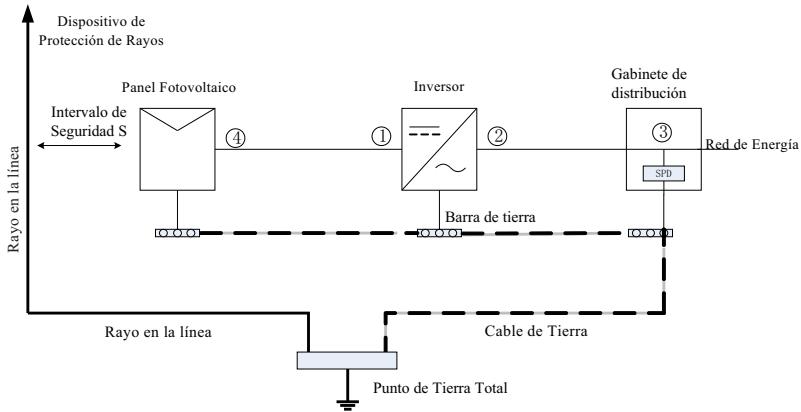 Dispositivo de
Protección de Rayos
Panel Fotovoltaico
Inversor
Gabinete de
distribución
Intervalo de
Seguridad S
④
①
②
③
Red de Energía
SPD
Barra de tierra
Rayo en la línea
Rayo en la línea
Cable de Tierra
Punto de Tierra Total